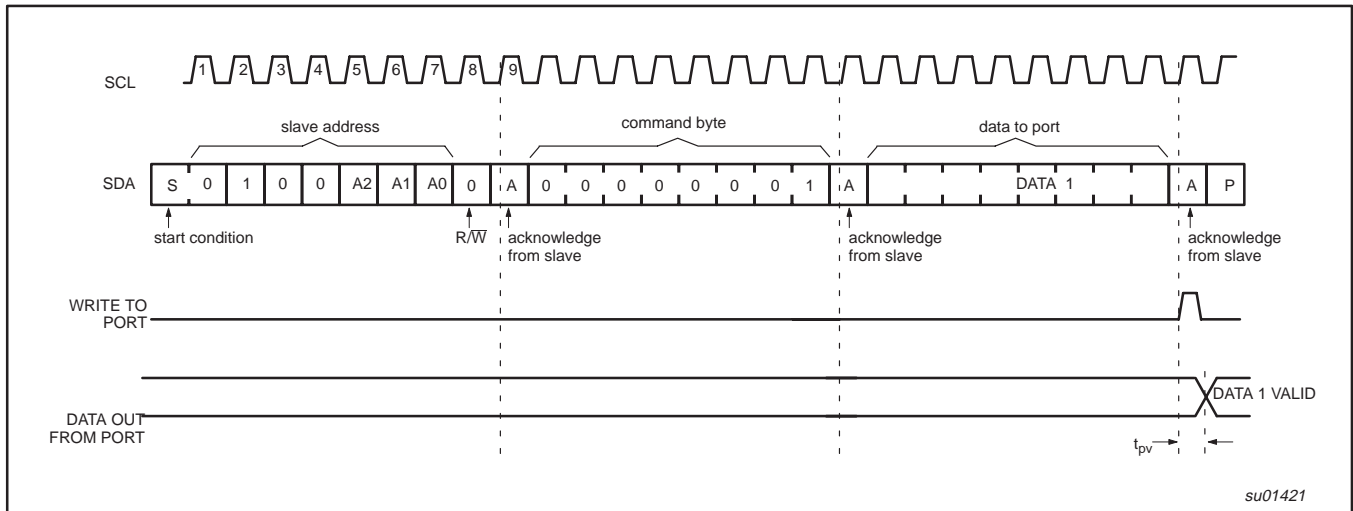 SCL
1 2 3 4 5 6 7 8 9
slave address
command byte
data to port
SDA
S 0 1 0 0 A2 A1 A0 0 A 0 0 0 0 0 0 0 1 A DATA 1 A P
start condition
R/W̅
acknowledge
from slave
acknowledge
from slave
acknowledge
from slave
WRITE TO
PORT
DATA OUT
FROM PORT
DATA 1 VALID
tpv
su01421